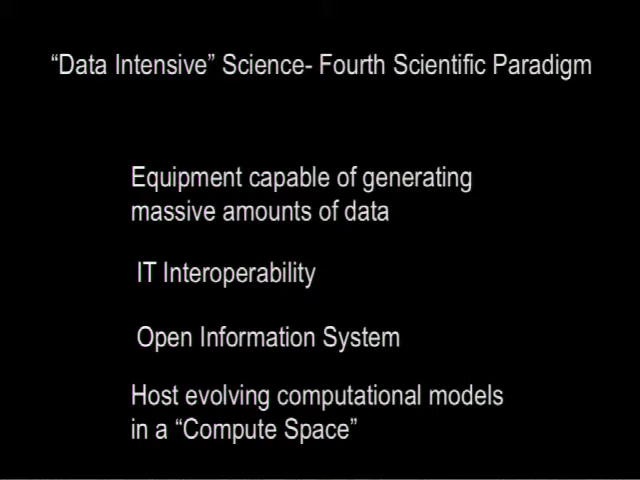 “Data Intensive” Science- Fourth Scientific Paradigm
Equipment capable of generating
massive amounts of data
IT Interoperability
Open Information System
Host evolving computational models
in a “Compute Space”